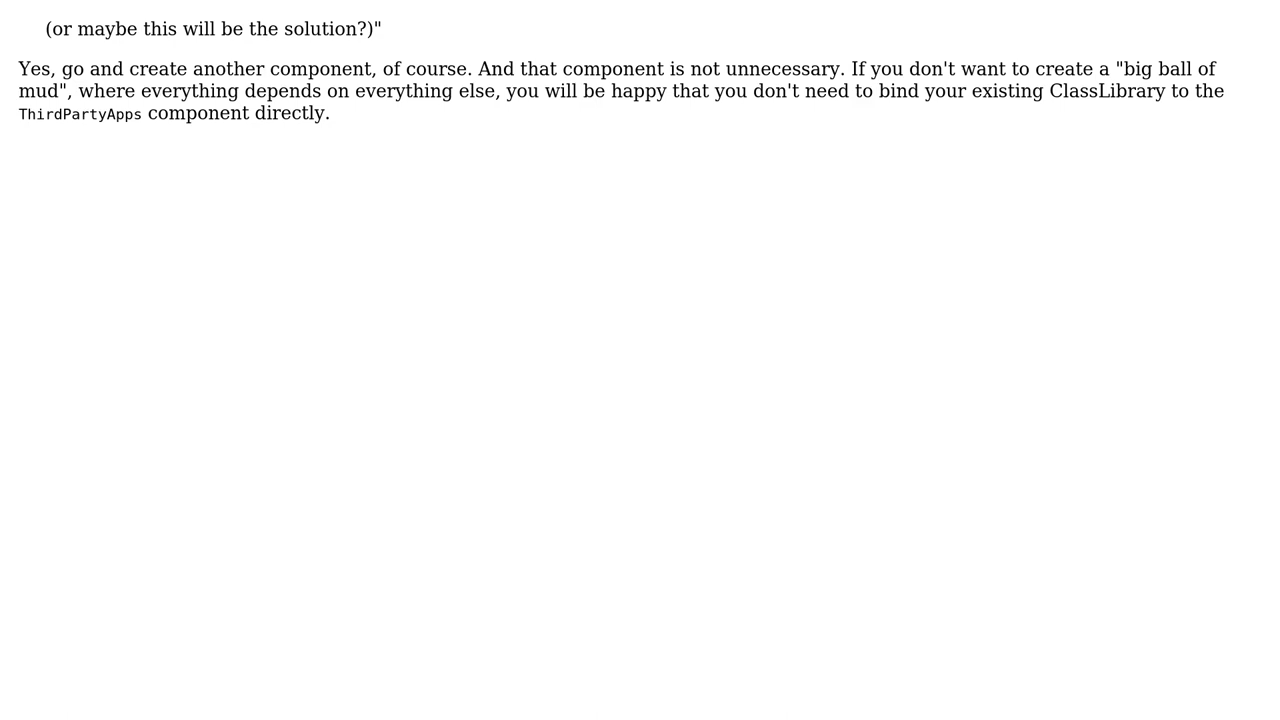 (or maybe this will be the solution?)"
Yes, go and create another component, of course. And that component is not unnecessary. If you don't want to create a "big ball of
mud", where everything depends on everything else, you will be happy that you don't need to bind your existing ClassLibrary to the
ThirdPartyApps component directly.